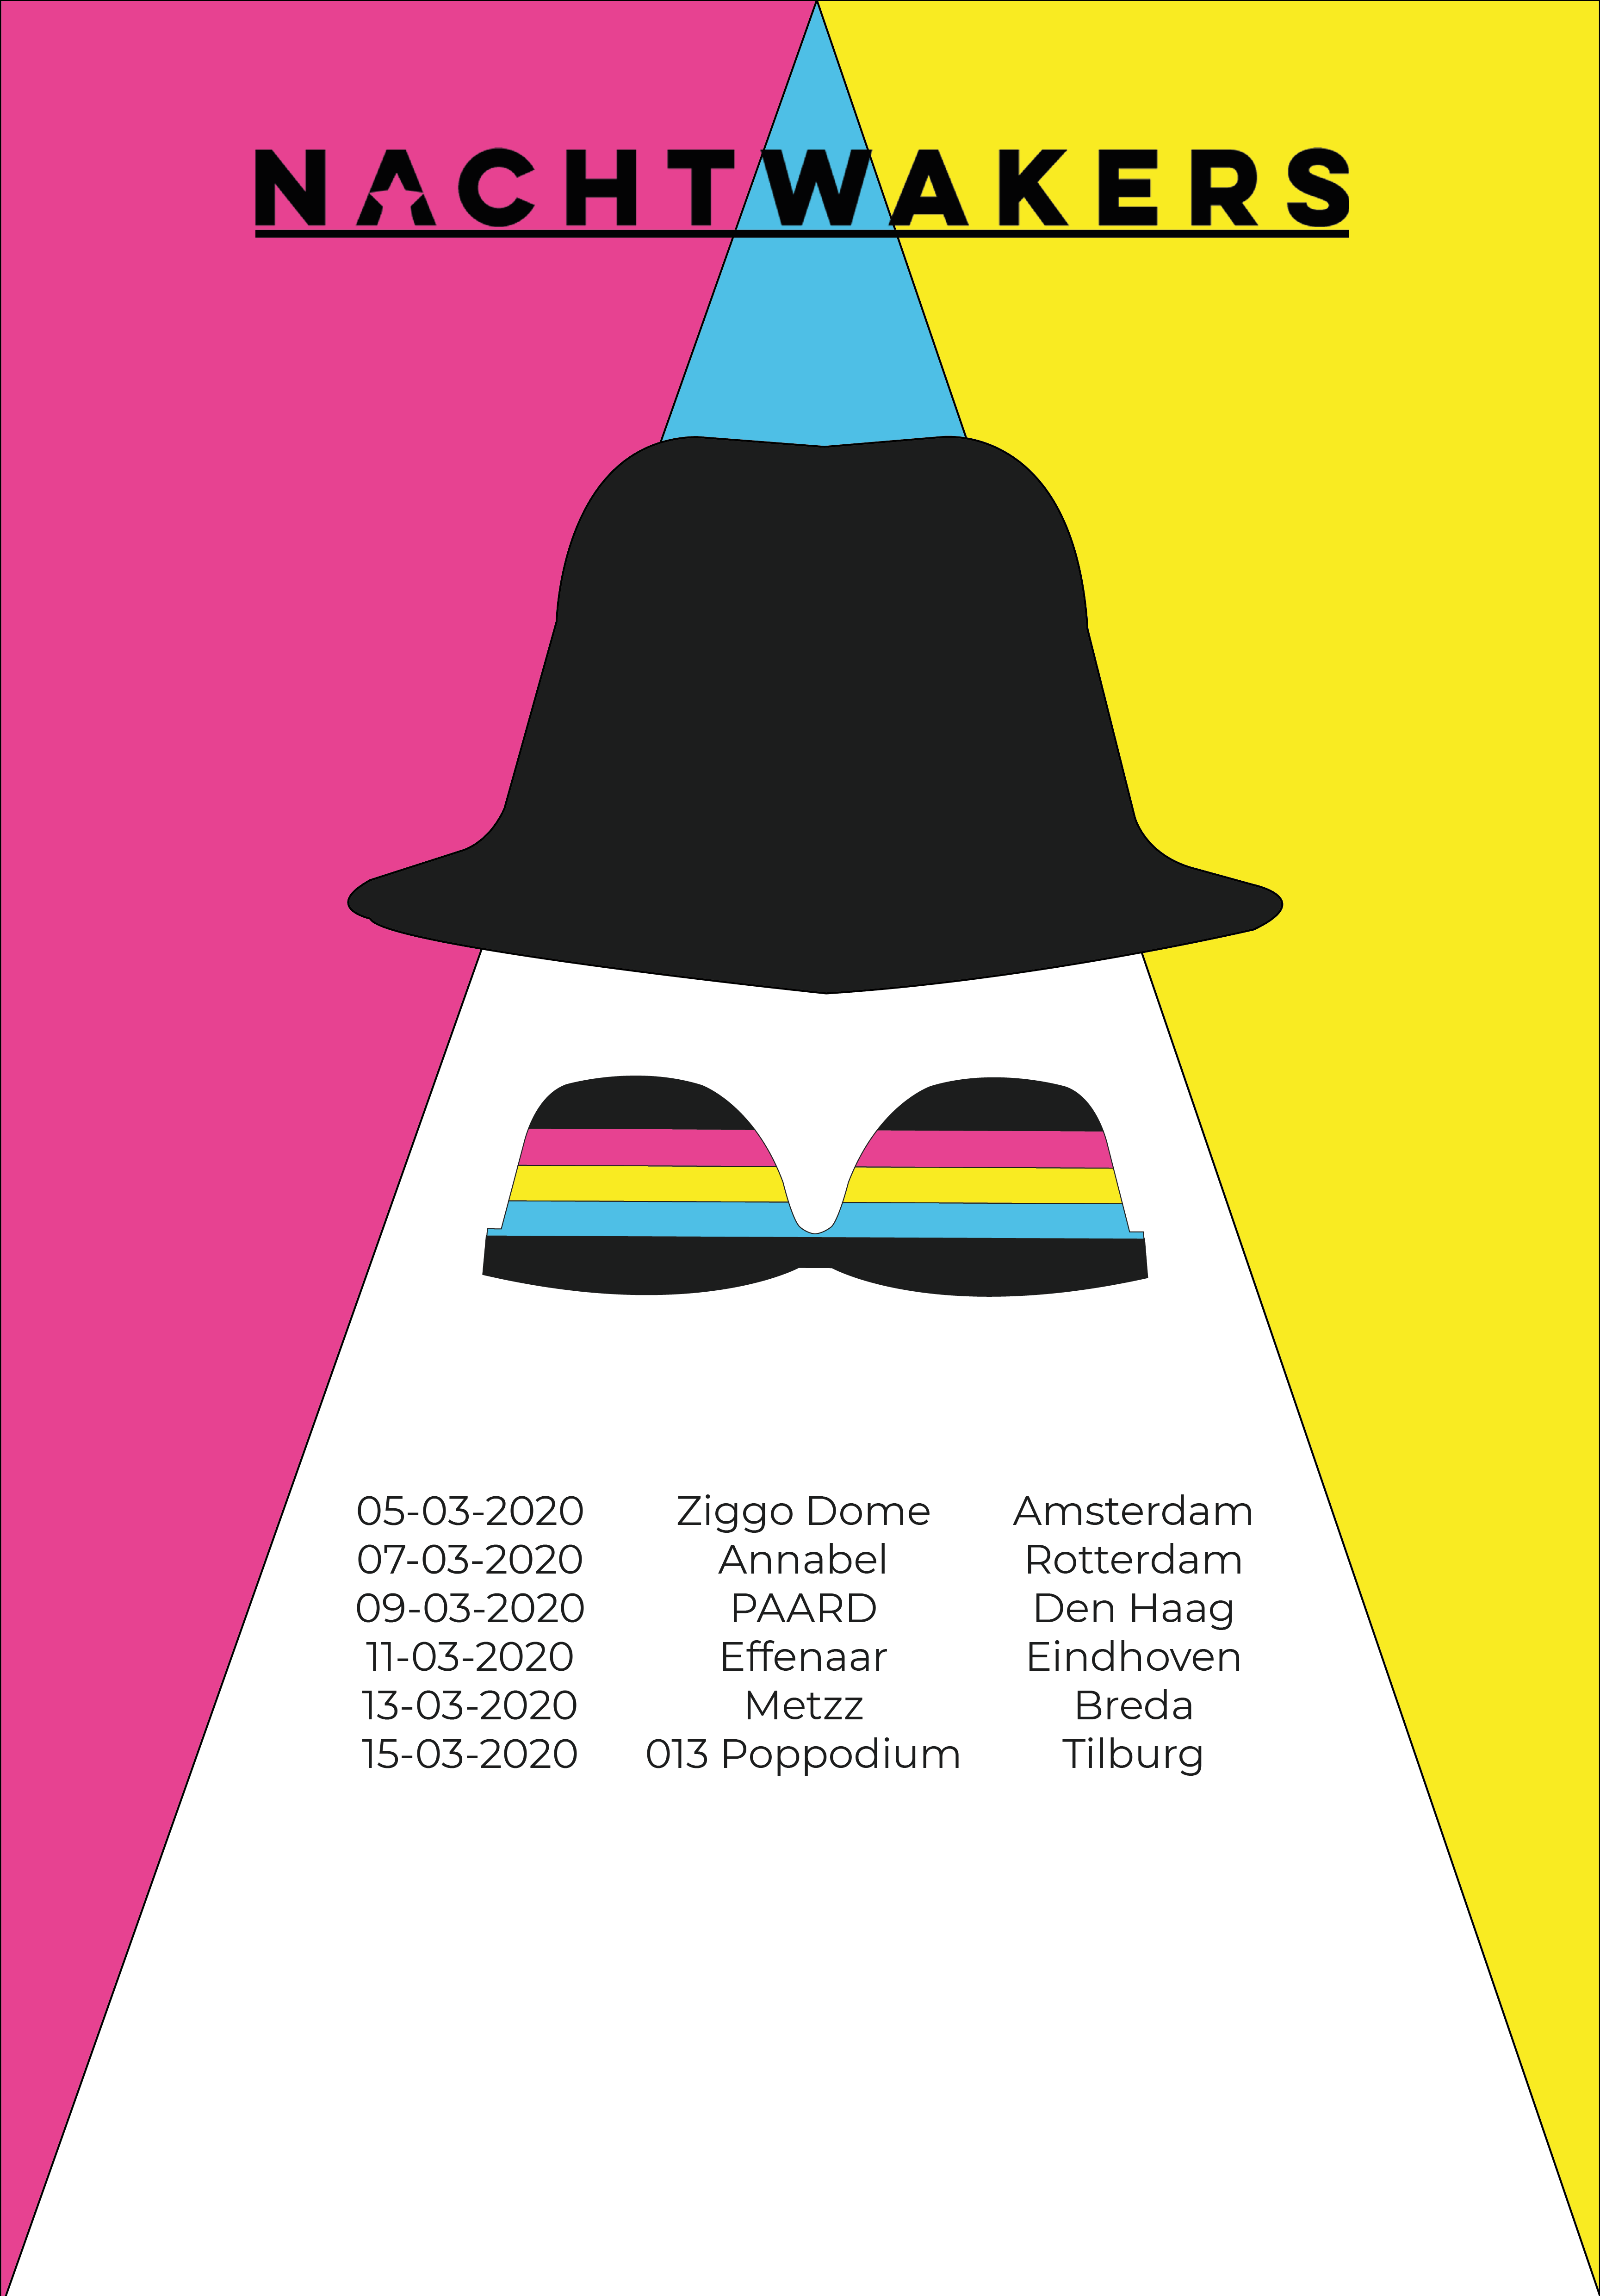 NACHTWAKERS
05-03-2020 Ziggo Dome Amsterdam
07-03-2020 Annabel Rotterdam
09-03-2020 PAARD Den Haag
11-03-2020 Effenaar Eindhoven
13-03-2020 Metzz Breda
15-03-2020 013 Poppodium Tilburg